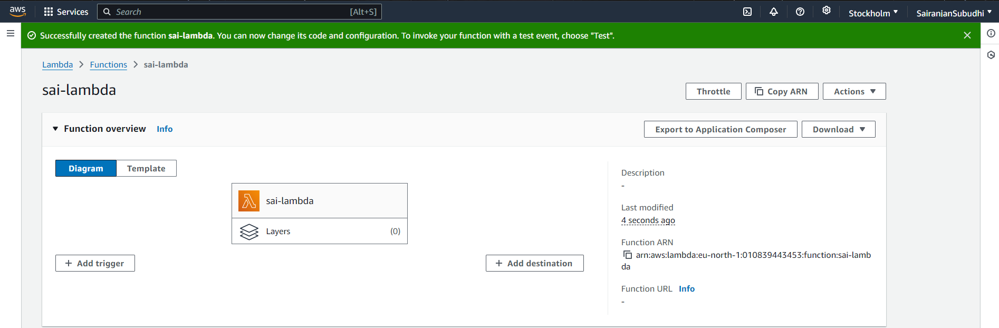 aws Services Search [Alt+S] Stockholm SairanjanSubudhi
Successfully created the function sai-lambda. You can now change its code and configuration. To invoke your function with a test event, choose "Test".
Lambda > Functions > sai-lambda
sai-lambda
Throttle Copy ARN Actions
Function overview Info
Export to Application Composer Download
Diagram Template
sai-lambda
Layers (0)
+ Add trigger
+ Add destination
Description
-
Last modified
4 seconds ago
Function ARN
arn:aws:lambda:eu-north-1:010839443453:function:sai-lamb
da
Function URL Info
-